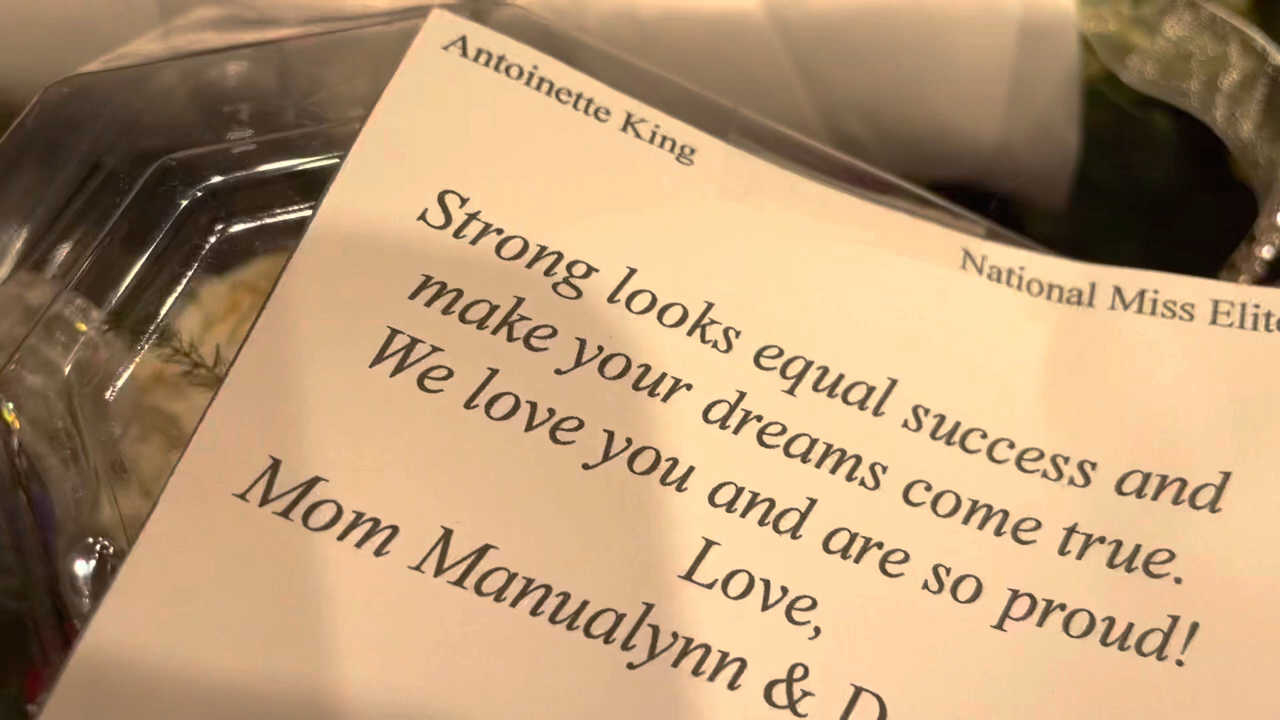 Antoinette King
National Miss Elite
Strong looks equal success and
make your dreams come true.
We love you and are so proud!
Love,
Mom Manualynn & D